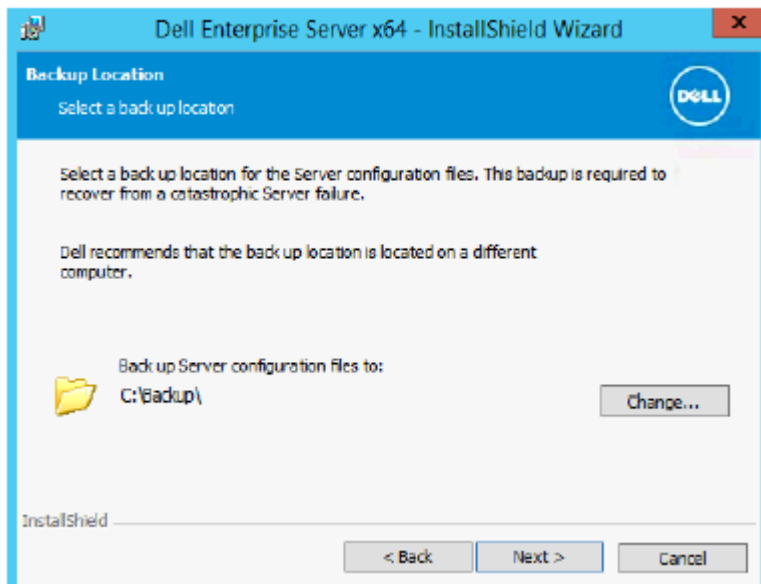 Dell Enterprise Server x64 - InstallShield Wizard
x
Backup Location
Select a back up location
DELL
Select a back up location for the Server configuration files. This backup is required to
recover from a catastrophic Server failure.
Dell recommends that the back up location is located on a different
computer.
Back up Server configuration files to:
C:\Backup\
Change...
InstallShield
< Back
Next >
Cancel